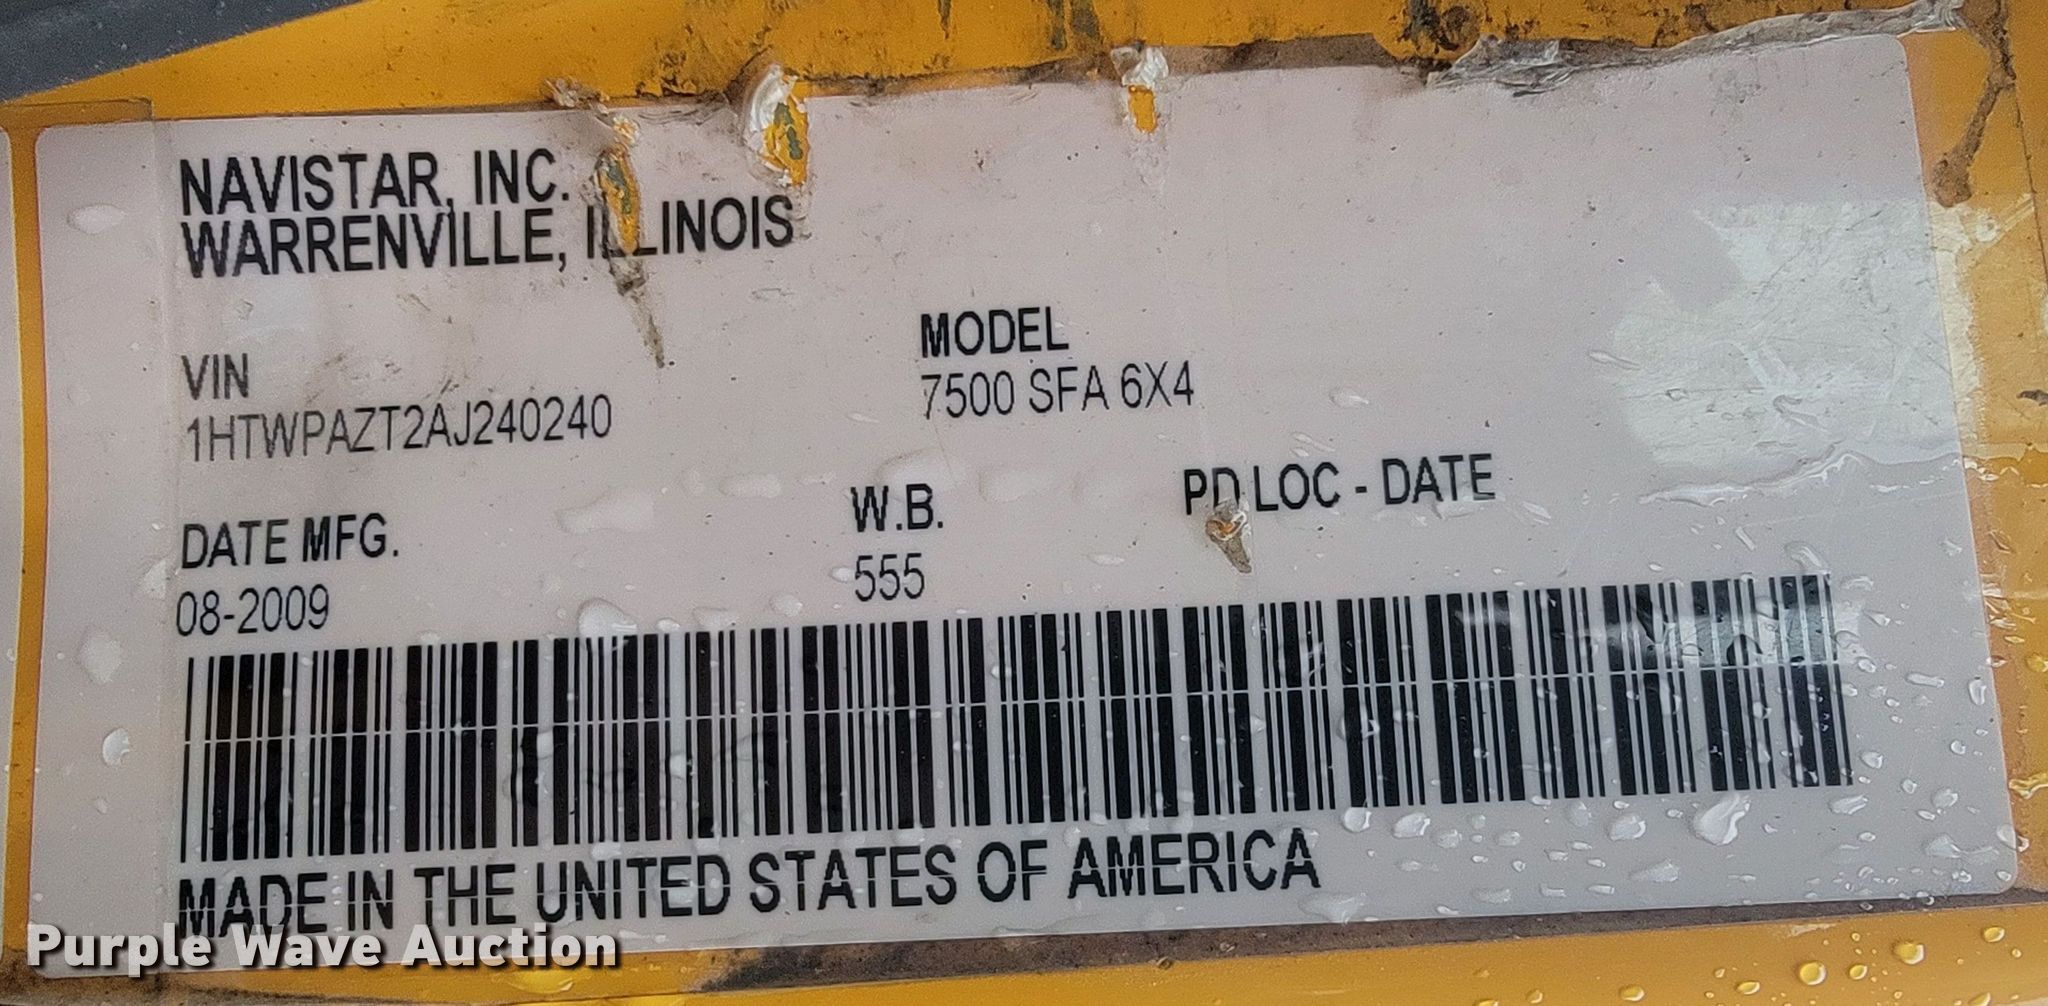 NAVISTAR, INC.
WARRENVILLE, ILLINOIS
VIN
1HTWPAZT2AJ240240
MODEL
7500 SFA 6X4
DATE MFG.
08-2009
W.B.
555
PD LOC - DATE
MADE IN THE UNITED STATES OF AMERICA
Purple Wave Auction